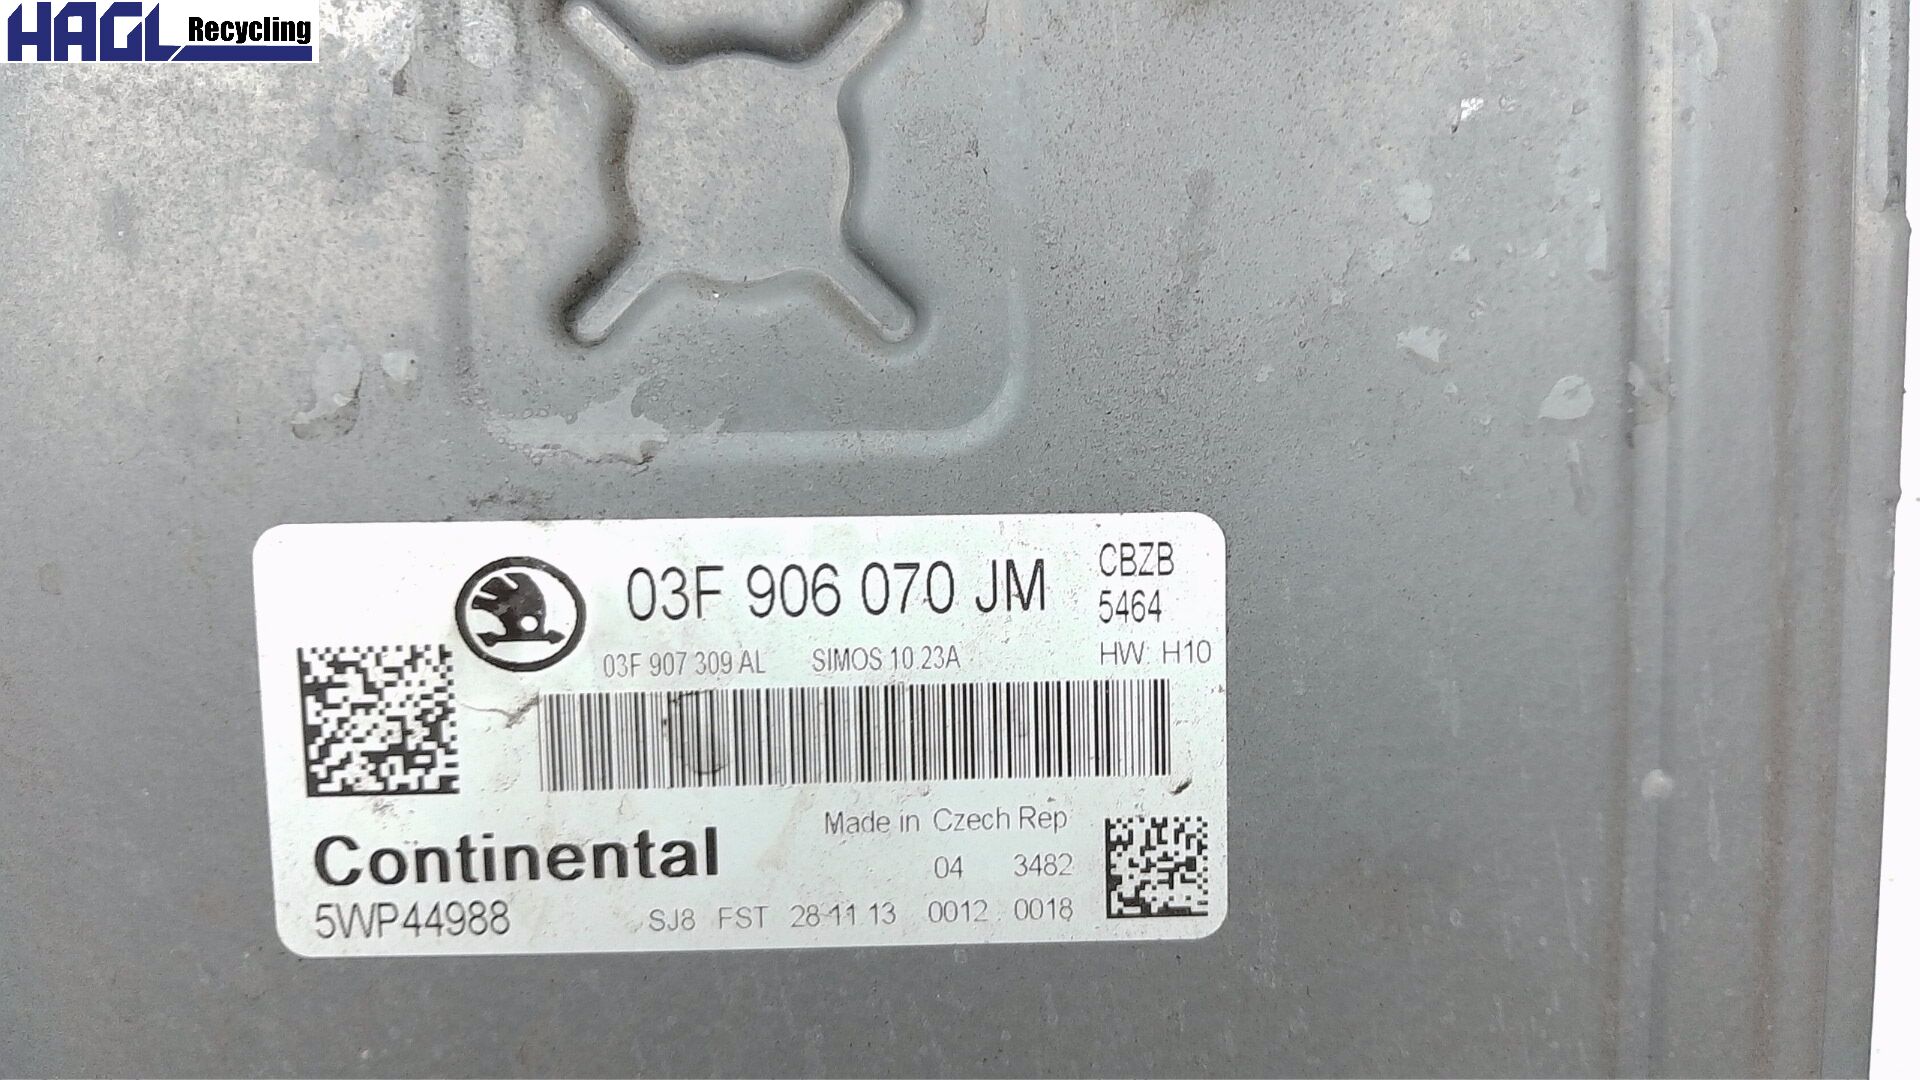 HAGL Recycling
03F 906 070 JM
CBZB
5464
03F 907 309 AL SIMOS 10.23A HW: H10
Continental
5WP44988
Made in Czech Rep
04 3482
SJ8 FST 28-11 13 0012 0018